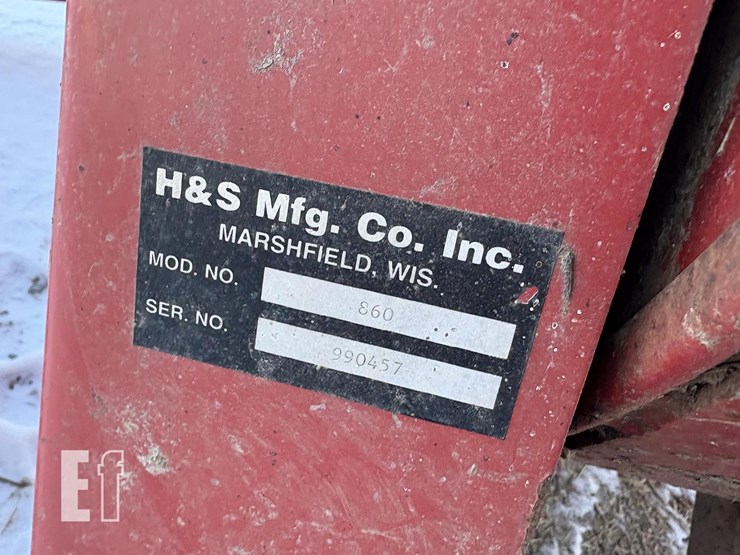 H&S Mfg. Co. Inc.
MARSHFIELD, WIS.
MOD. NO. 860
SER. NO. 990457
Ef